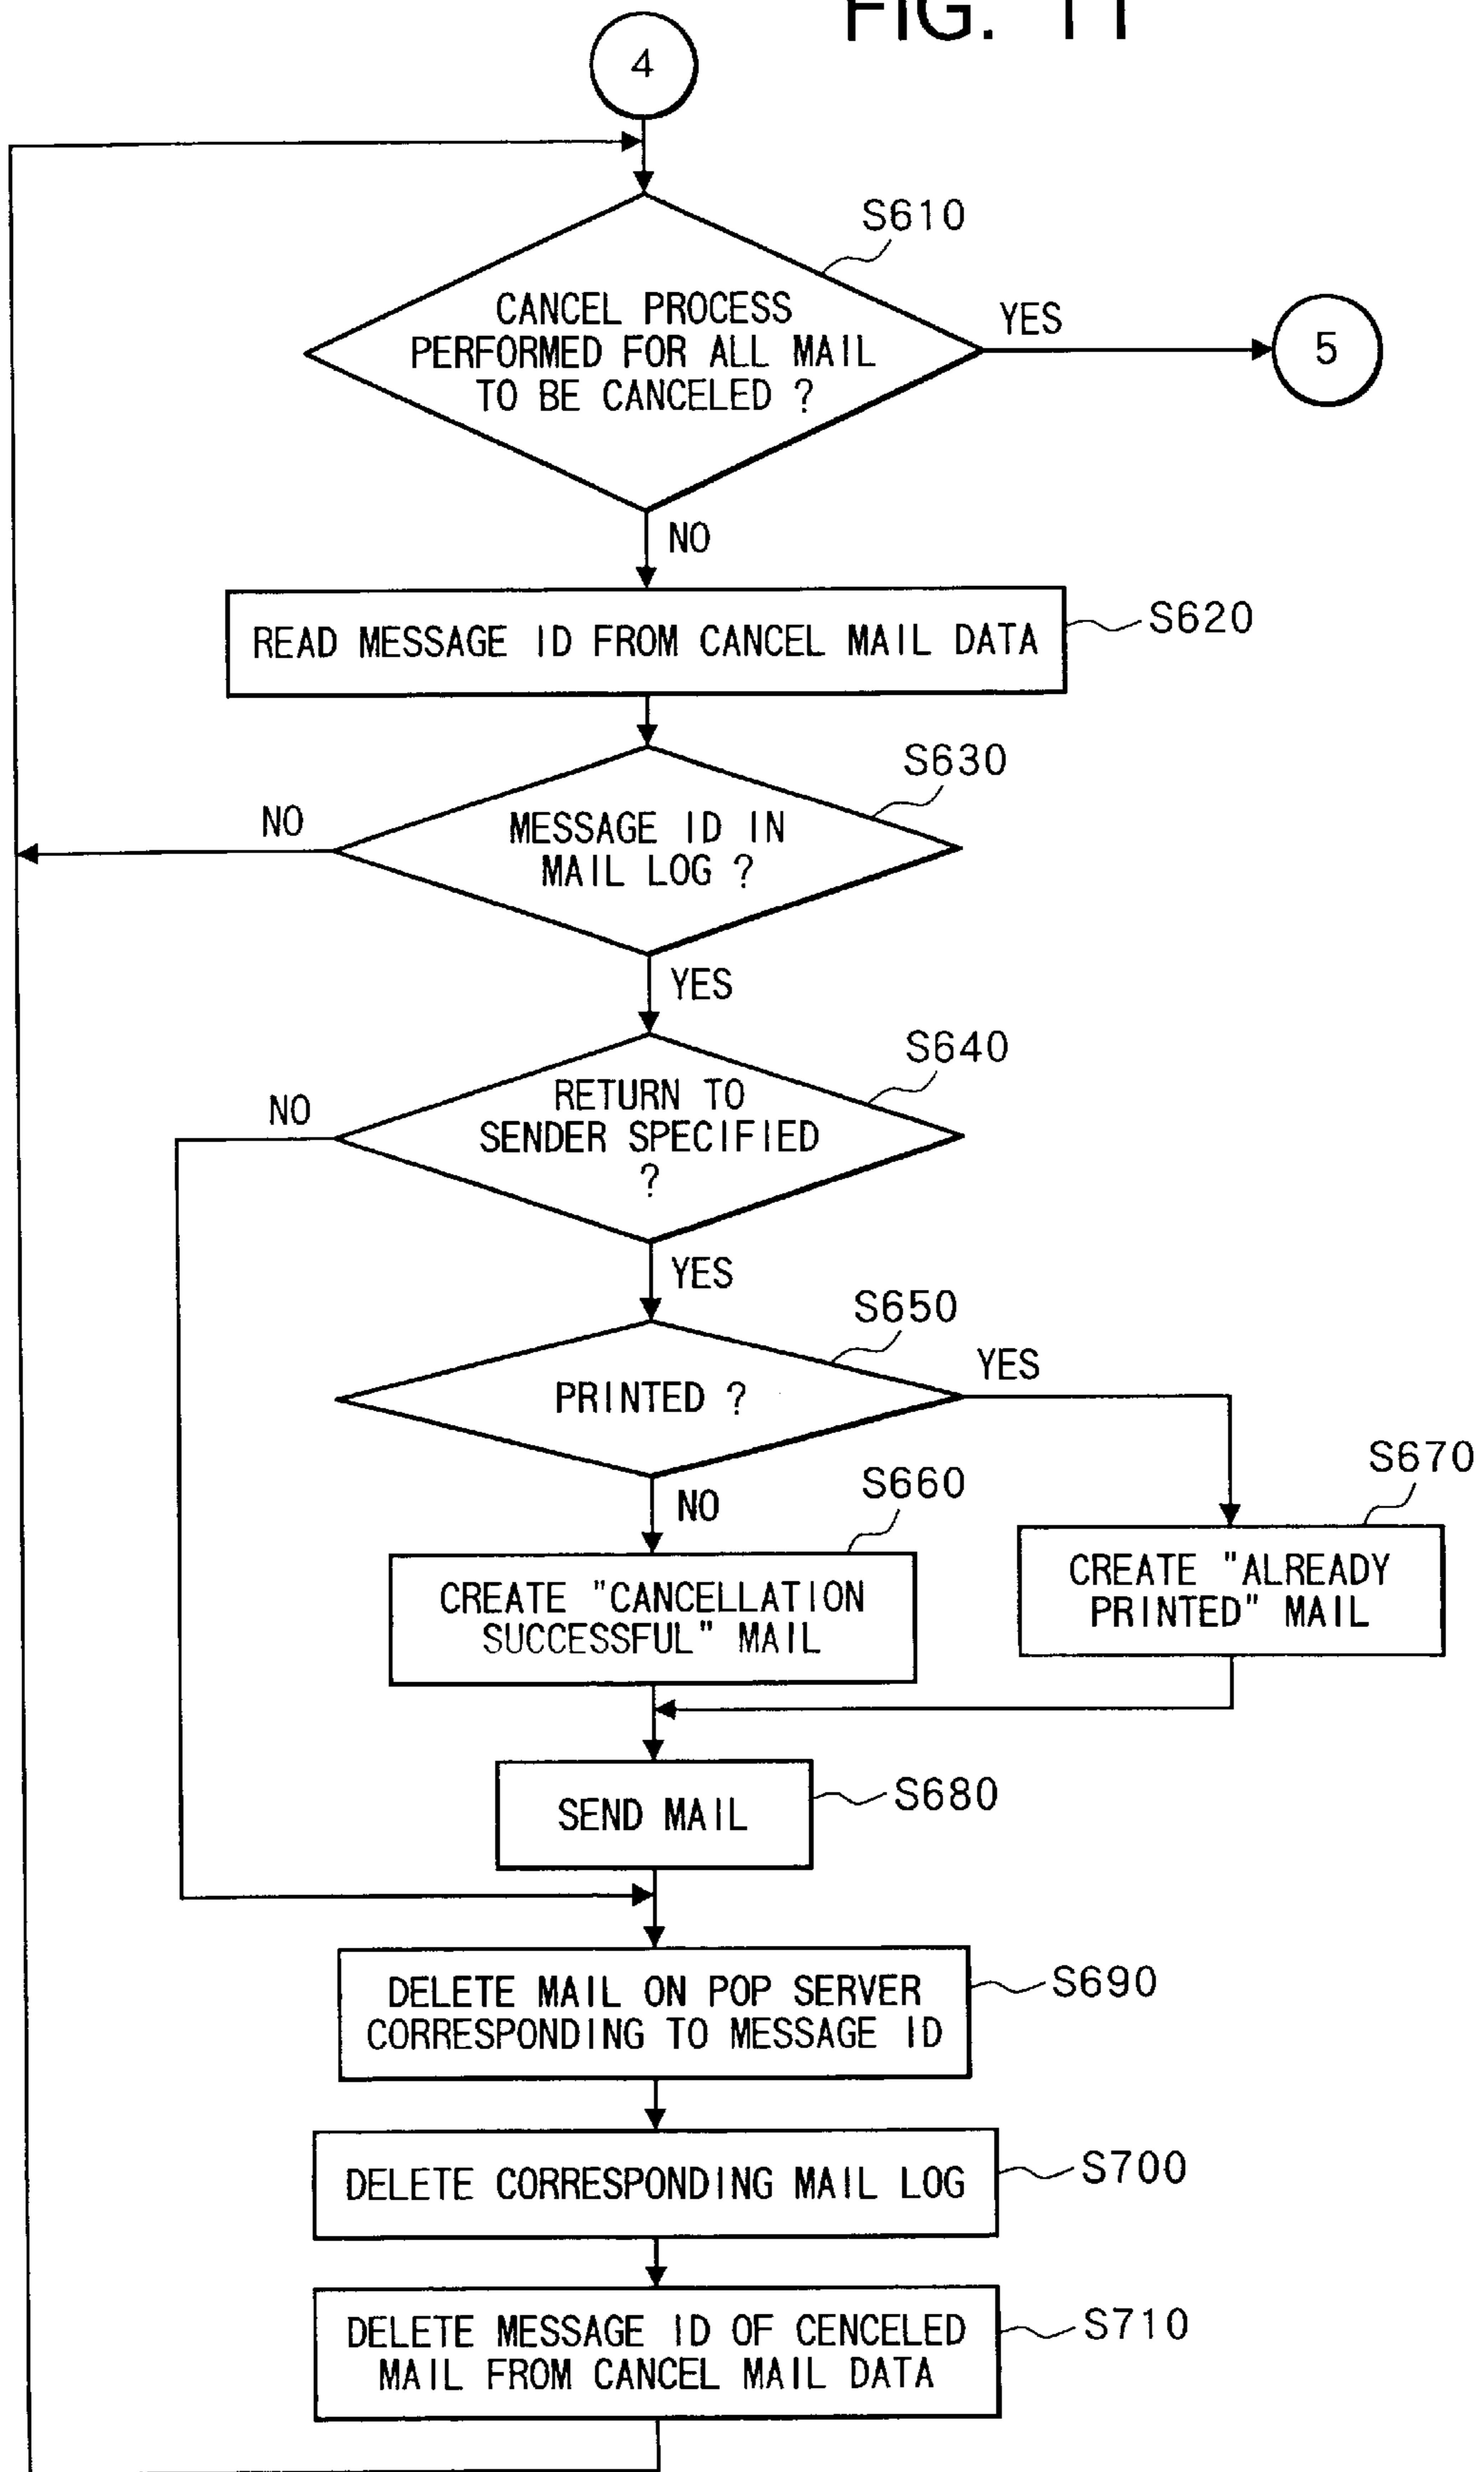 FIG. 11
4
S610
CANCEL PROCESS
PERFORMED FOR ALL MAIL
TO BE CANCELED ?
YES
5
NO
READ MESSAGE ID FROM CANCEL MAIL DATA
S620
S630
NO
MESSAGE ID IN
MAIL LOG ?
YES
S640
NO
RETURN TO
SENDER SPECIFIED
?
YES
S650
YES
PRINTED ?
S670
S660
NO
CREATE "CANCELLATION
SUCCESSFUL" MAIL
CREATE "ALREADY
PRINTED" MAIL
SEND MAIL
S680
DELETE MAIL ON POP SERVER
CORRESPONDING TO MESSAGE ID
S690
DELETE CORRESPONDING MAIL LOG
S700
DELETE MESSAGE ID OF CENCELED
MAIL FROM CANCEL MAIL DATA
S710